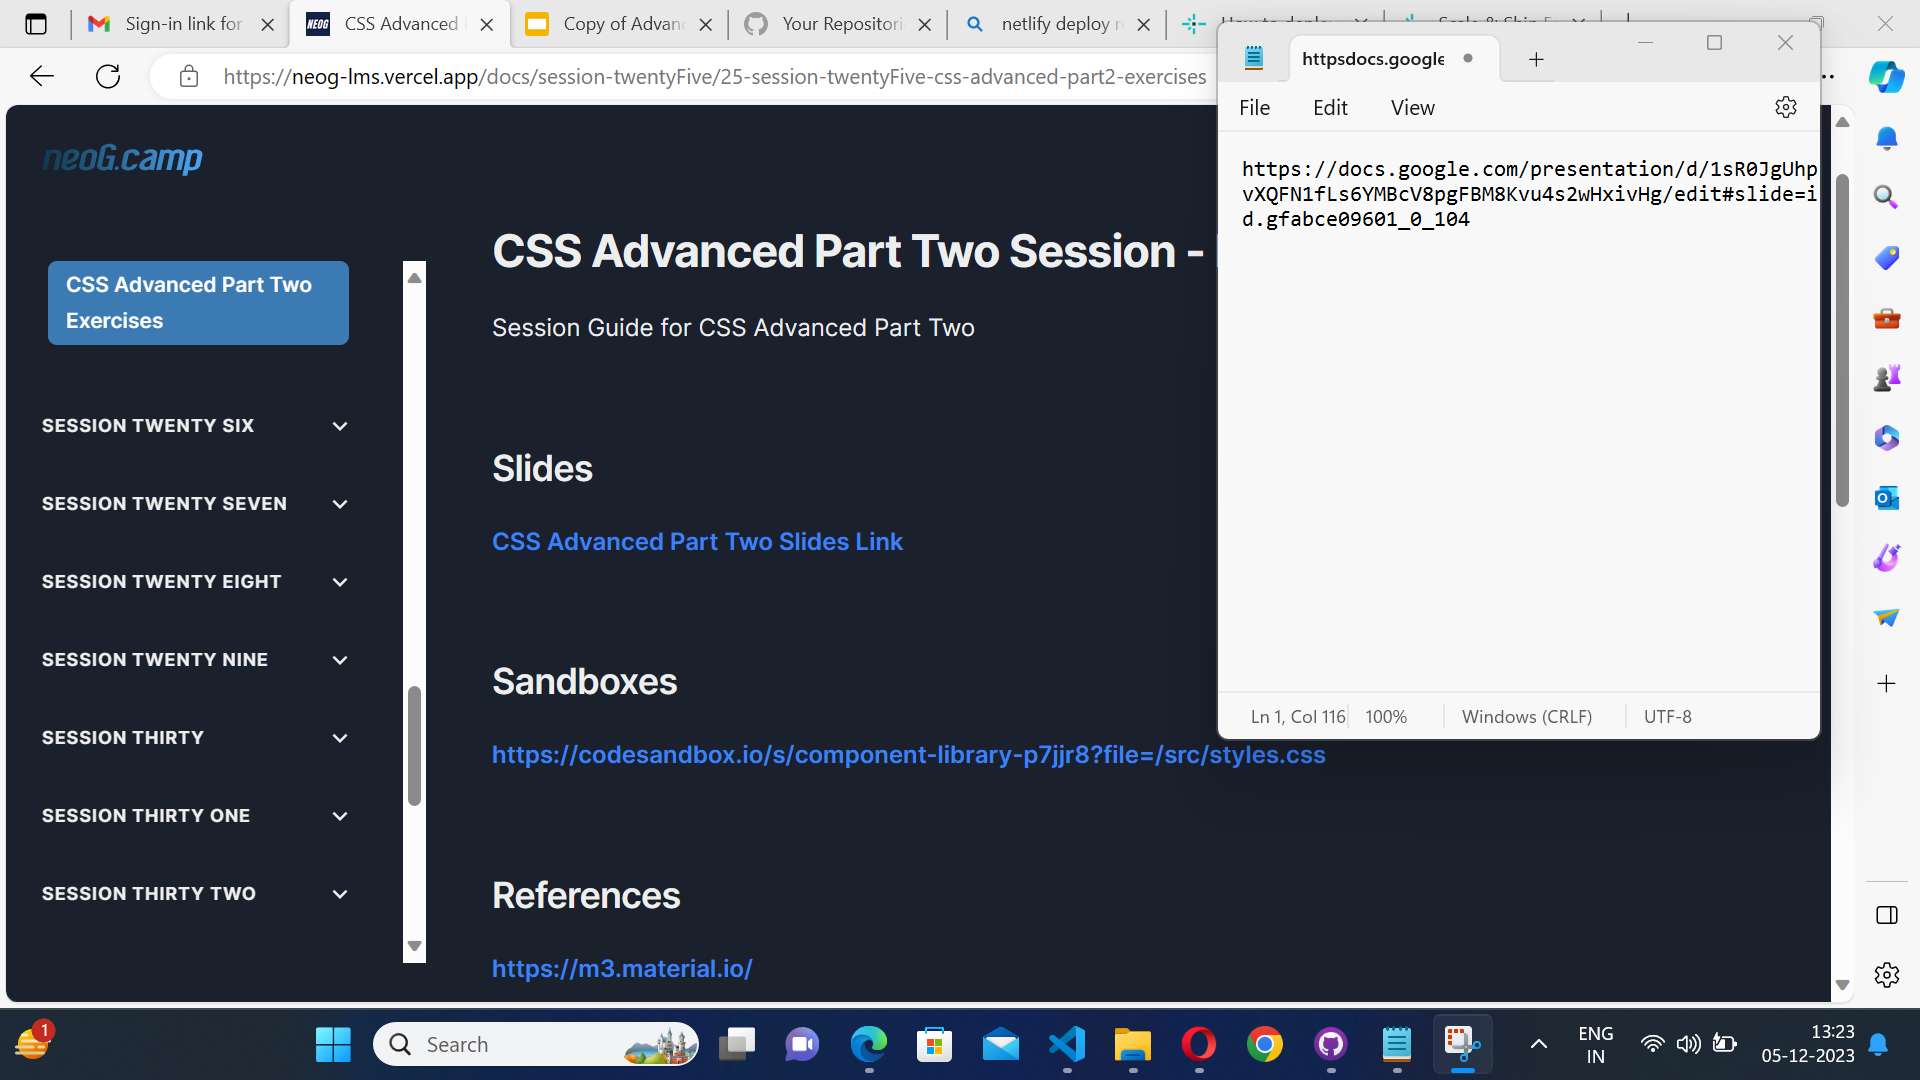 Sign-in link for
CSS Advanced
Copy of Advan
Your Repositori
netlify deploy r
https://neog-lms.vercel.app/docs/session-twentyFive/25-session-twentyFive-css-advanced-part2-exercises
neoG.camp
CSS Advanced Part Two
Exercises
SESSION TWENTY SIX
SESSION TWENTY SEVEN
SESSION TWENTY EIGHT
SESSION TWENTY NINE
SESSION THIRTY
SESSION THIRTY ONE
SESSION THIRTY TWO
CSS Advanced Part Two Session -
Session Guide for CSS Advanced Part Two
Slides
CSS Advanced Part Two Slides Link
Sandboxes
https://codesandbox.io/s/component-library-p7jjr8?file=/src/styles.css
References
https://m3.material.io/
httpsdocs.google
File Edit View
https://docs.google.com/presentation/d/1sR0JgUhp
vXQFN1fLs6YMBcV8pgFBM8Kvu4s2wHxivHg/edit#slide=i
d.gfabce09601_0_104
Ln 1, Col 116 100% Windows (CRLF) UTF-8
1
Search
ENG
IN
13:23
05-12-2023